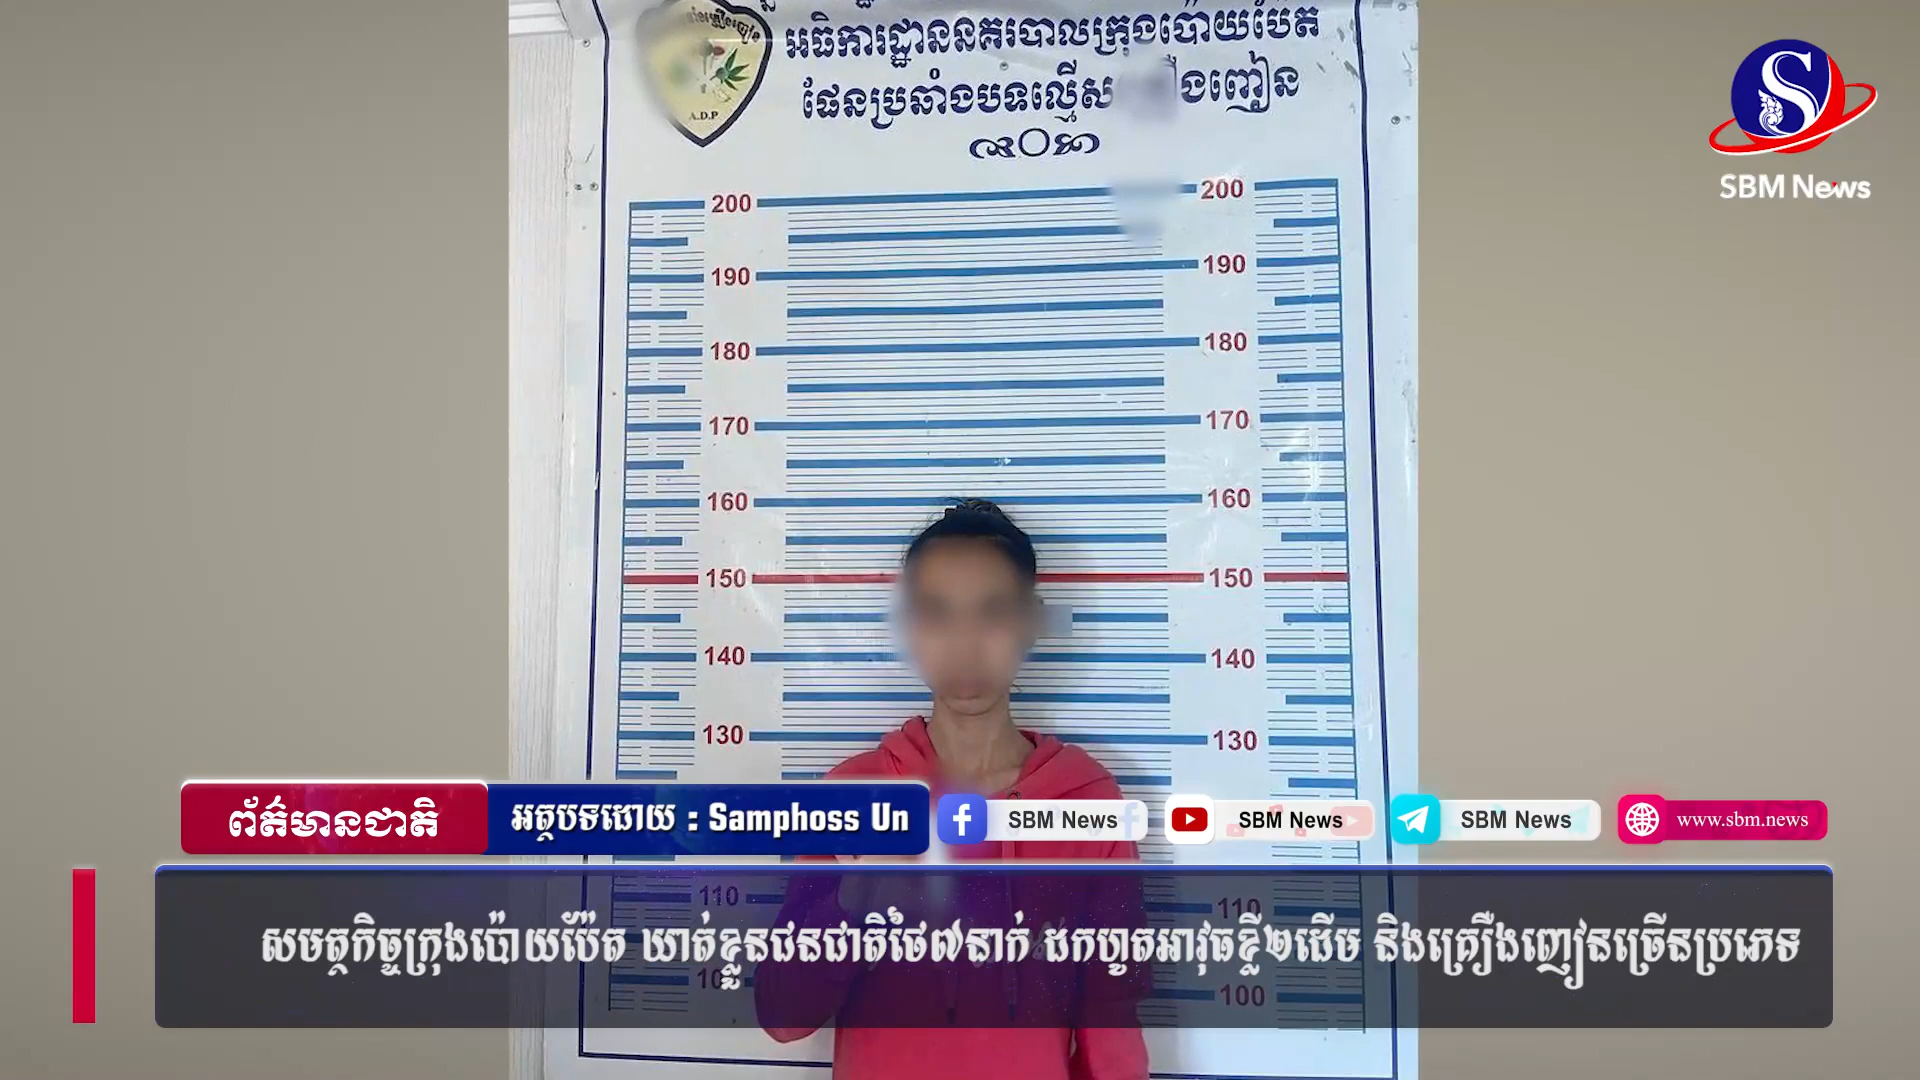 អធិការដ្ឋាននគរបាលក្រុងប៉ោយប៉ែត
ផែនប្រឆាំងបទល្មើស ឿងញៀន
A.D.P
SBM News
200 200
190 190
180 180
170 170
160 160
150 150
140 140
130 130
ព័ត៌មានជាតិ
អត្ថបទដោយ : Samphoss Un
SBM News
SBM News
SBM News
www.sbm.news
110 110
សមត្ថកិច្ចក្រុងប៉ោយប៉ែត ឃាត់ខ្លួនជនជាតិថៃ៧នាក់ ដកហូតអាវុធខ្លី២ដើម និងគ្រឿងញៀនច្រើនប្រភេទ
100